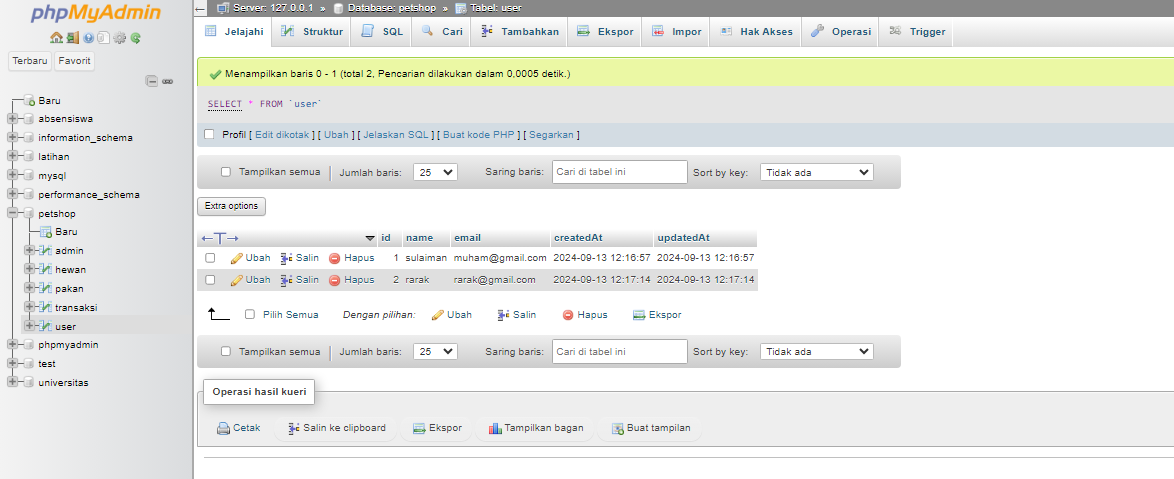 phpMyAdmin
Terbaru Favorit
Baru
absensiswa
information_schema
latihan
mysql
performance_schema
petshop
Baru
admin
hewan
pakan
transaksi
user
phpmyadmin
test
universitas
Server: 127.0.0.1 » Database: petshop » Tabel: user
Jelajahi Struktur SQL Cari Tambahkan Ekspor Impor Hak Akses Operasi Trigger
Menampilkan baris 0 - 1 (total 2, Pencarian dilakukan dalam 0,0005 detik.)
SELECT * FROM `user`
Profil [ Edit dikotak ] [ Ubah ] [ Jelaskan SQL ] [ Buat kode PHP ] [ Segarkan ]
Tampilkan semua Jumlah baris: 25 Saring baris: Cari di tabel ini Sort by key: Tidak ada
Extra options
id name email createdAt updatedAt
Ubah Salin Hapus 1 sulaiman muham@gmail.com 2024-09-13 12:16:57 2024-09-13 12:16:57
Ubah Salin Hapus 2 rarak rarak@gmail.com 2024-09-13 12:17:14 2024-09-13 12:17:14
Pilih Semua Dengan pilihan: Ubah Salin Hapus Ekspor
Tampilkan semua Jumlah baris: 25 Saring baris: Cari di tabel ini Sort by key: Tidak ada
Operasi hasil kueri
Cetak Salin ke clipboard Ekspor Tampilkan bagan Buat tampilan